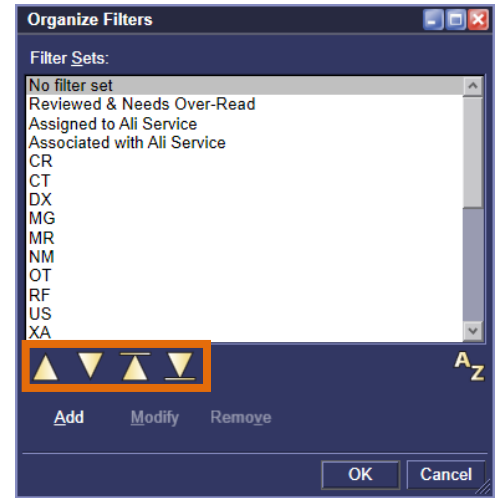 Organize Filters
Filter Sets:
No filter set
Reviewed & Needs Over-Read
Assigned to Ali Service
Associated with Ali Service
CR
CT
DX
MG
MR
NM
OT
RF
US
XA
AZ
Add Modify Remove
OK Cancel